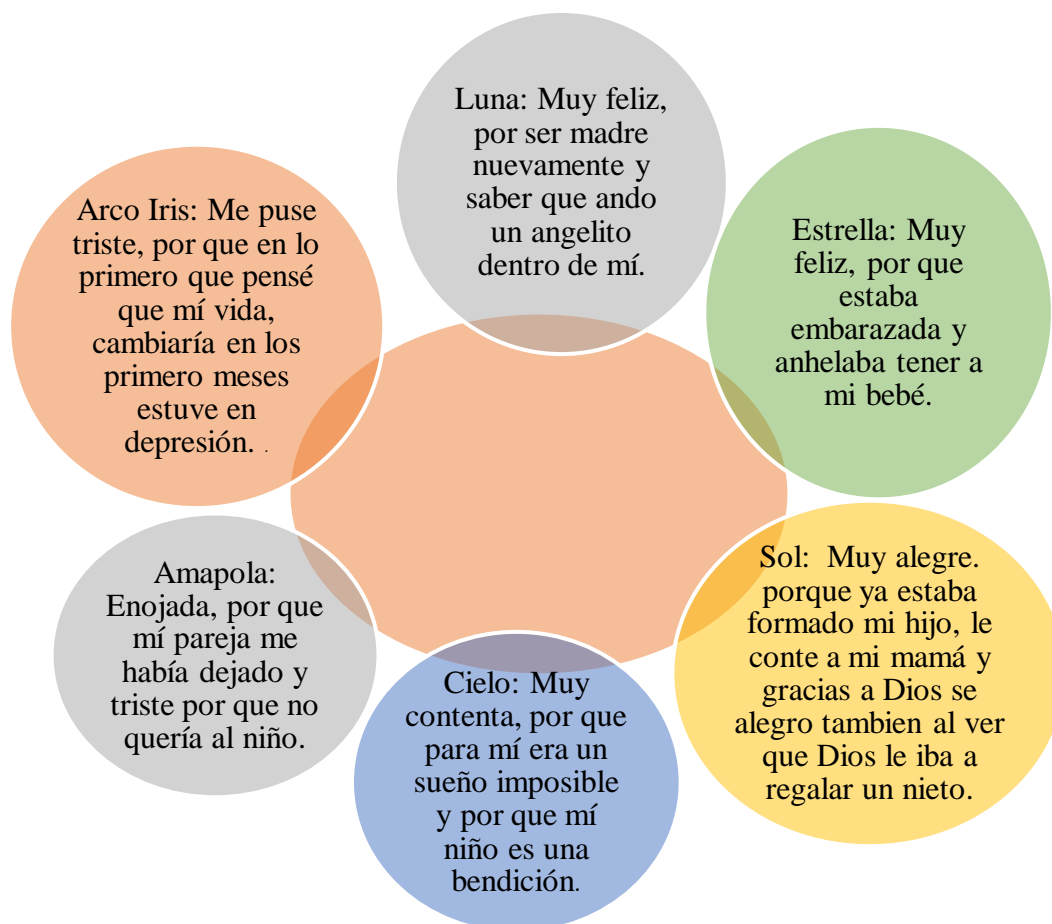 Luna: Muy feliz,
por ser madre
nuevamente y
saber que ando
un angelito
dentro de mí.
Estrella: Muy
feliz, por que
estaba
embarazada y
anhelaba tener a
mi bebé.
Sol:  Muy alegre.
porque ya estaba
formado mi hijo, le
conte a mi mamá y
gracias a Dios se
alegro tambien al ver
que Dios le iba a
regalar un nieto.
Cielo: Muy
contenta, por que
para mí era un
sueño imposible
y por que mí
niño es una
bendición.
Amapola:
Enojada, por que
mí pareja me
había dejado y
triste por que no
quería al niño.
Arco Iris: Me puse
triste, por que en lo
primero que pensé
que mí vida,
cambiaría en los
primero meses
estuve en
depresión. .